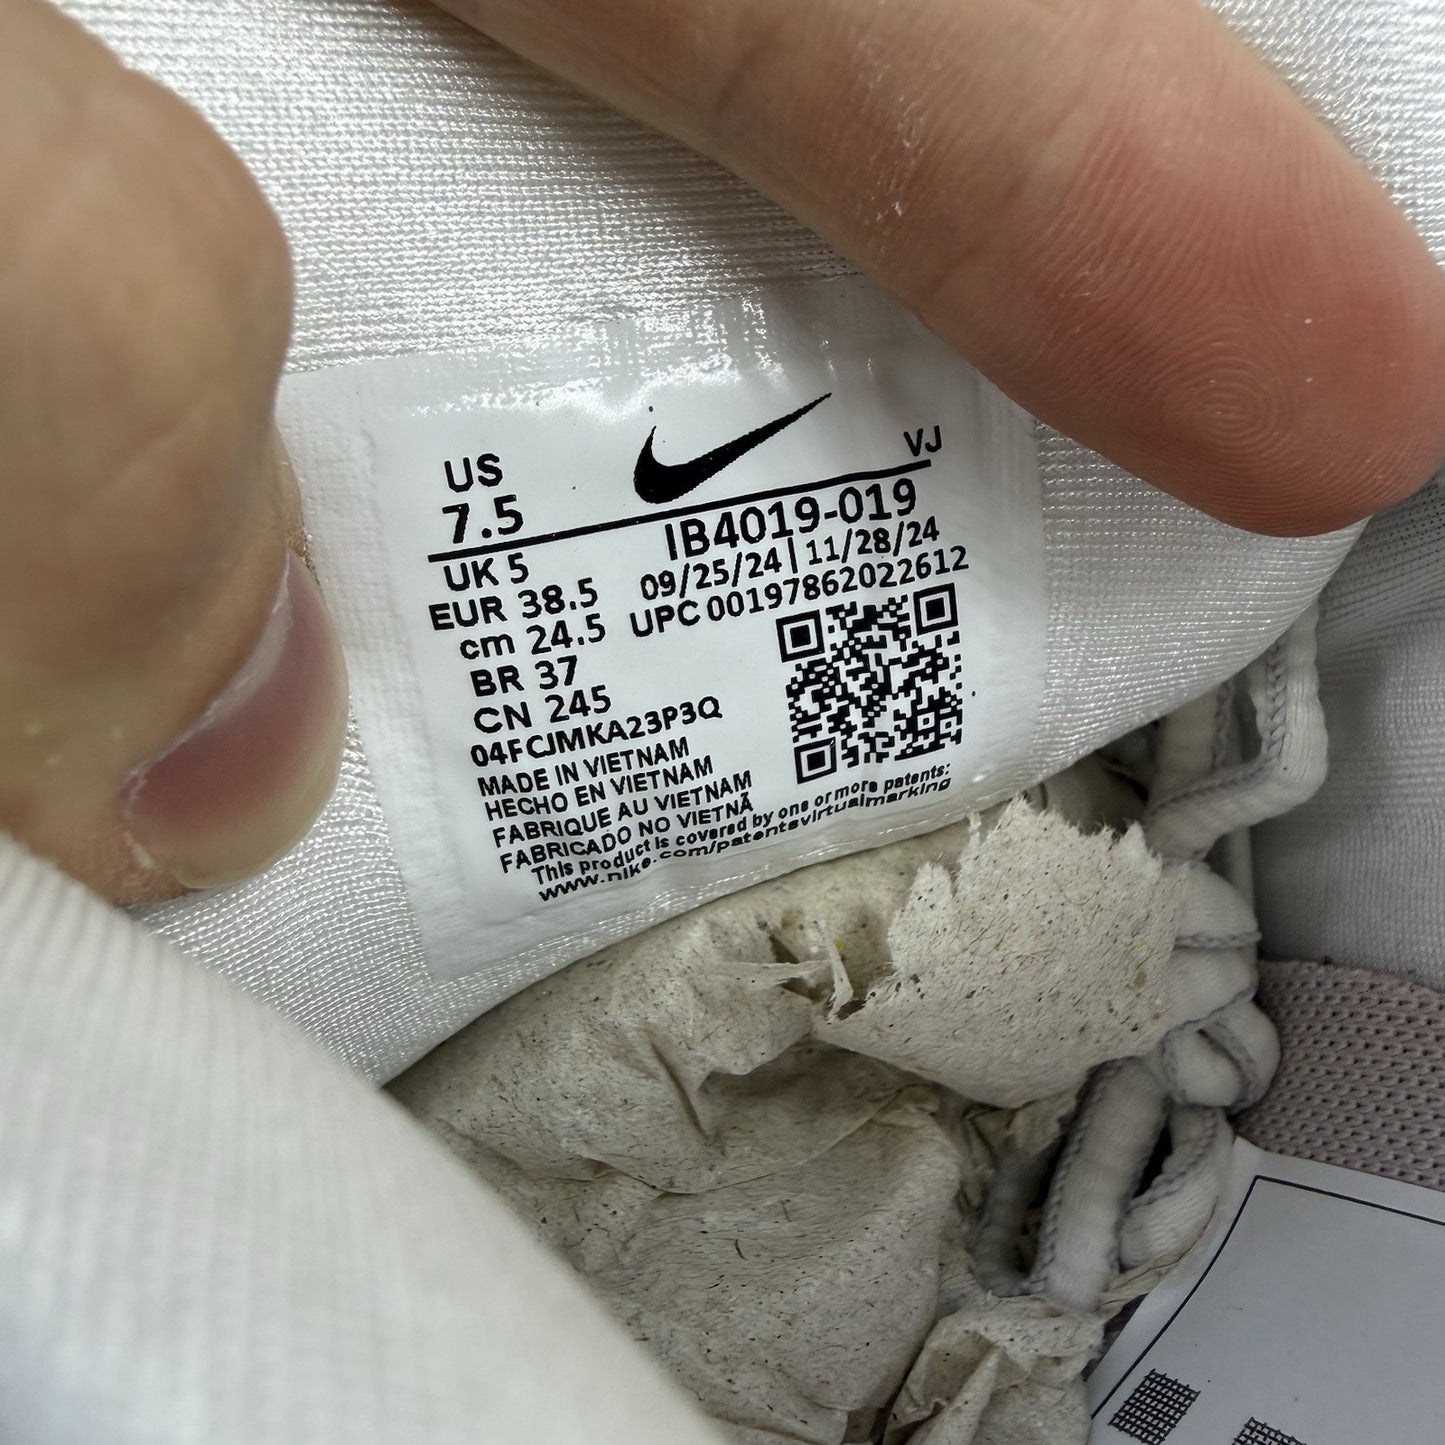 US
7.5
VJ
IB4019-019
UK 5
09/25/24 | 11/28/24
EUR 38.5
UPC 00197862022612
cm 24.5
BR 37
CN 245
04FCJMKA23P3Q
MADE IN VIETNAM
HECHO EN VIETNAM
FABRIQUE AU VIETNAM
FABRICADO NO VIETNÃ
This product is covered by one or more patents:
www.nike.com/patentsvirtualmarking